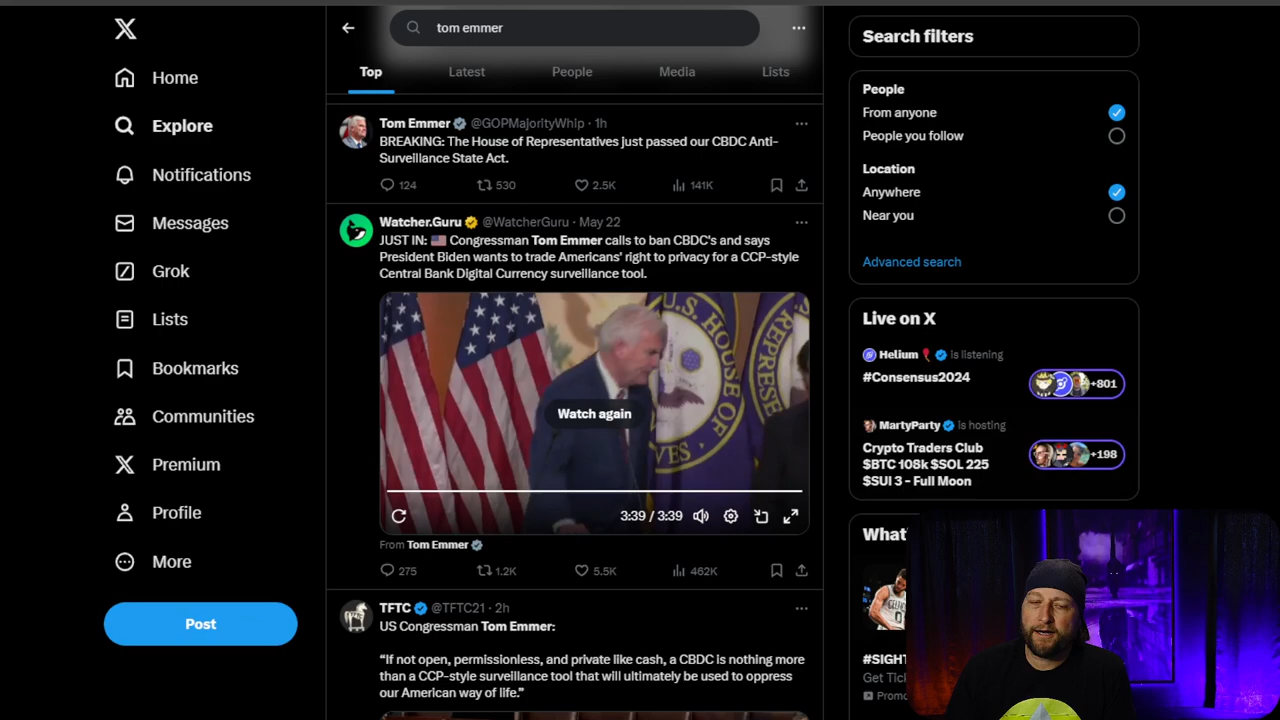 Home
Explore
Notifications
Messages
Grok
Lists
Bookmarks
Communities
Premium
Profile
More
Post
tom emmer
Top Latest People Media Lists
Tom Emmer @GOPMajorityWhip · 1h
BREAKING: The House of Representatives just passed our CBDC Anti-
Surveillance State Act.
124 530 2.5K 141K
Watcher.Guru @WatcherGuru · May 22
JUST IN: 🇺🇸 Congressman Tom Emmer calls to ban CBDC's and says
President Biden wants to trade Americans' right to privacy for a CCP-style
Central Bank Digital Currency surveillance tool.
U.S. HOUSE OF REPRESE
VES
Watch again
3:39 / 3:39
From Tom Emmer
275 1.2K 5.5K 462K
TFTC @TFTC21 · 2h
US Congressman Tom Emmer:
“If not open, permissionless, and private like cash, a CBDC is nothing more
than a CCP-style surveillance tool that will ultimately be used to oppress
our American way of life.”
Search filters
People
From anyone
People you follow
Location
Anywhere
Near you
Advanced search
Live on X
Helium is listening
#Consensus2024
+801
MartyParty is hosting
Crypto Traders Club
$BTC 108k $SOL 225
$SUI 3 - Full Moon
+198
What'
#SIGHT
Get Tic
Promo